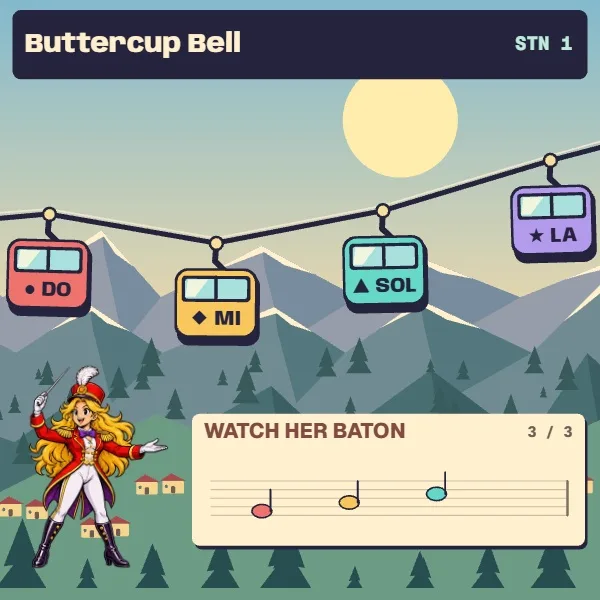 Buttercup Bell
STN 1
● DO
◆ MI
▲ SOL
★ LA
WATCH HER BATON
3 / 3